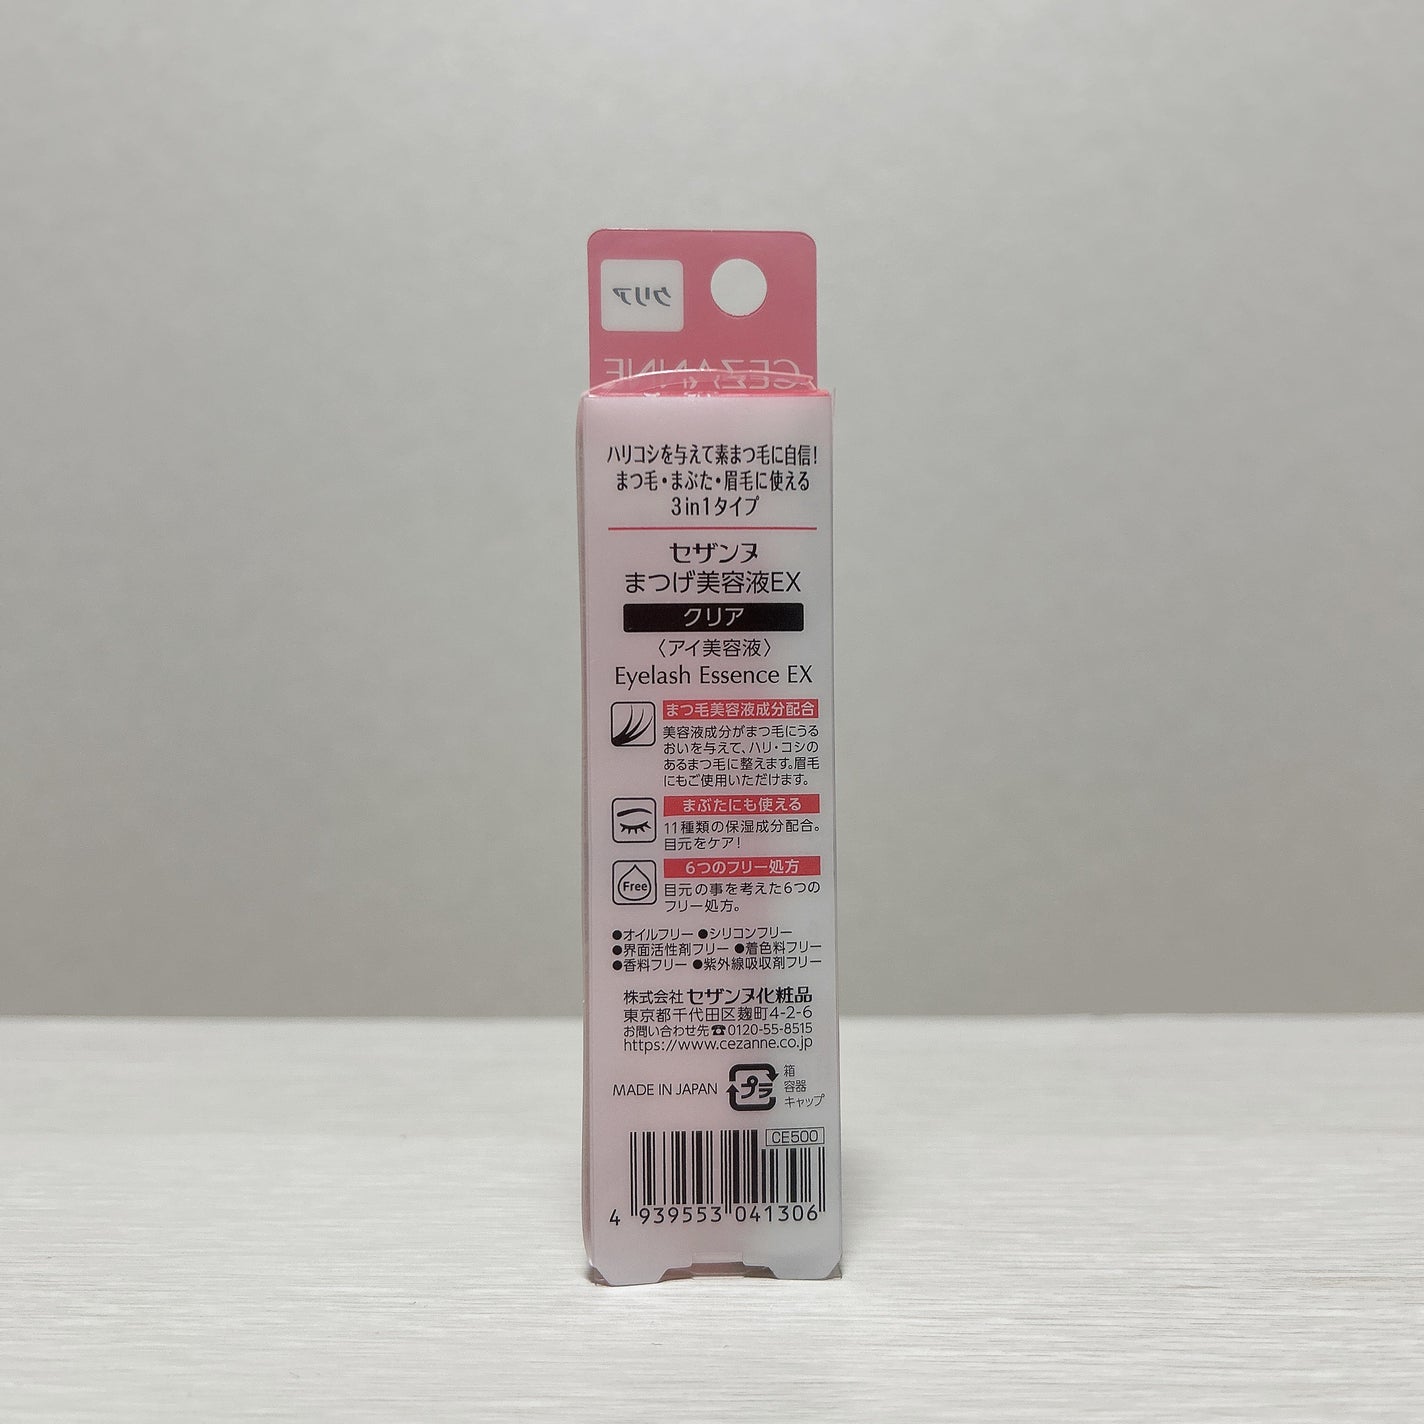 クリア
CEZANNE
ハリコシを与えて素まつ毛に自信!
まつ毛・まぶた・眉毛に使える
3in1タイプ
セザンヌ
まつげ美容液EX
クリア
〈アイ美容液〉
Eyelash Essence EX
まつ毛美容液成分配合
美容液成分がまつ毛にうる
おいを与えて、ハリ・コシの
あるまつ毛に整えます。眉毛
にもご使用いただけます。
まぶたにも使える
11種類の保湿成分配合。
目元をケア!
6つのフリー処方
Free
目元の事を考えた6つの
フリー処方。
●オイルフリー ●シリコンフリー
●界面活性剤フリー ●着色料フリー
●香料フリー ●紫外線吸収剤フリー
株式会社 セザンヌ化粧品
東京都千代田区麹町4-2-6
お問い合わせ先☎0120-55-8515
https://www.cezanne.co.jp
MADE IN JAPAN
プラ
箱
容器
キャップ
CE500
4 939553 041306